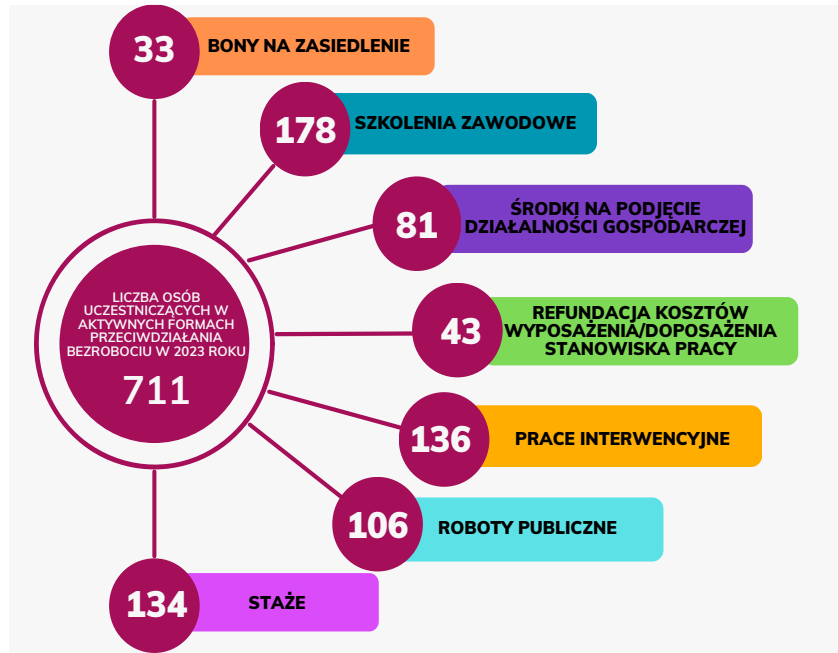 33
BONY NA ZASIEDLENIE
178
SZKOLENIA ZAWODOWE
81
ŚRODKI NA PODJĘCIE
DZIAŁALNOŚCI GOSPODARCZEJ
43
REFUNDACJA KOSZTÓW
WYPOSAŻENIA/DOPOSAŻENIA
STANOWISKA PRACY
LICZBA OSÓB
UCZESTNICZĄCYCH W
AKTYWNYCH FORMACH
PRZECIWDZIAŁANIA
BEZROBOCIU W 2023 ROKU
711
136
PRACE INTERWENCYJNE
106
ROBOTY PUBLICZNE
134
STAŻE